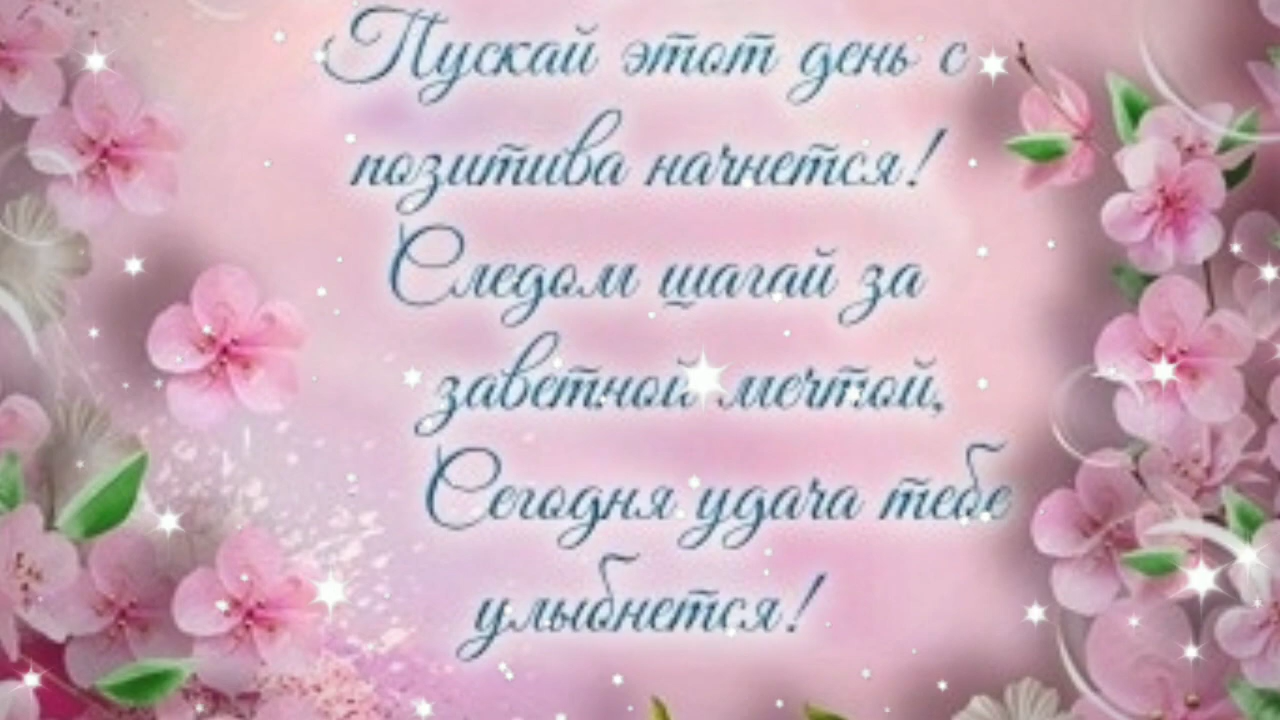 Пускай этот день с
позитива начнется!
Следом шагай за
заветной мечтой,
Сегодня удача тебе
улыбнется!